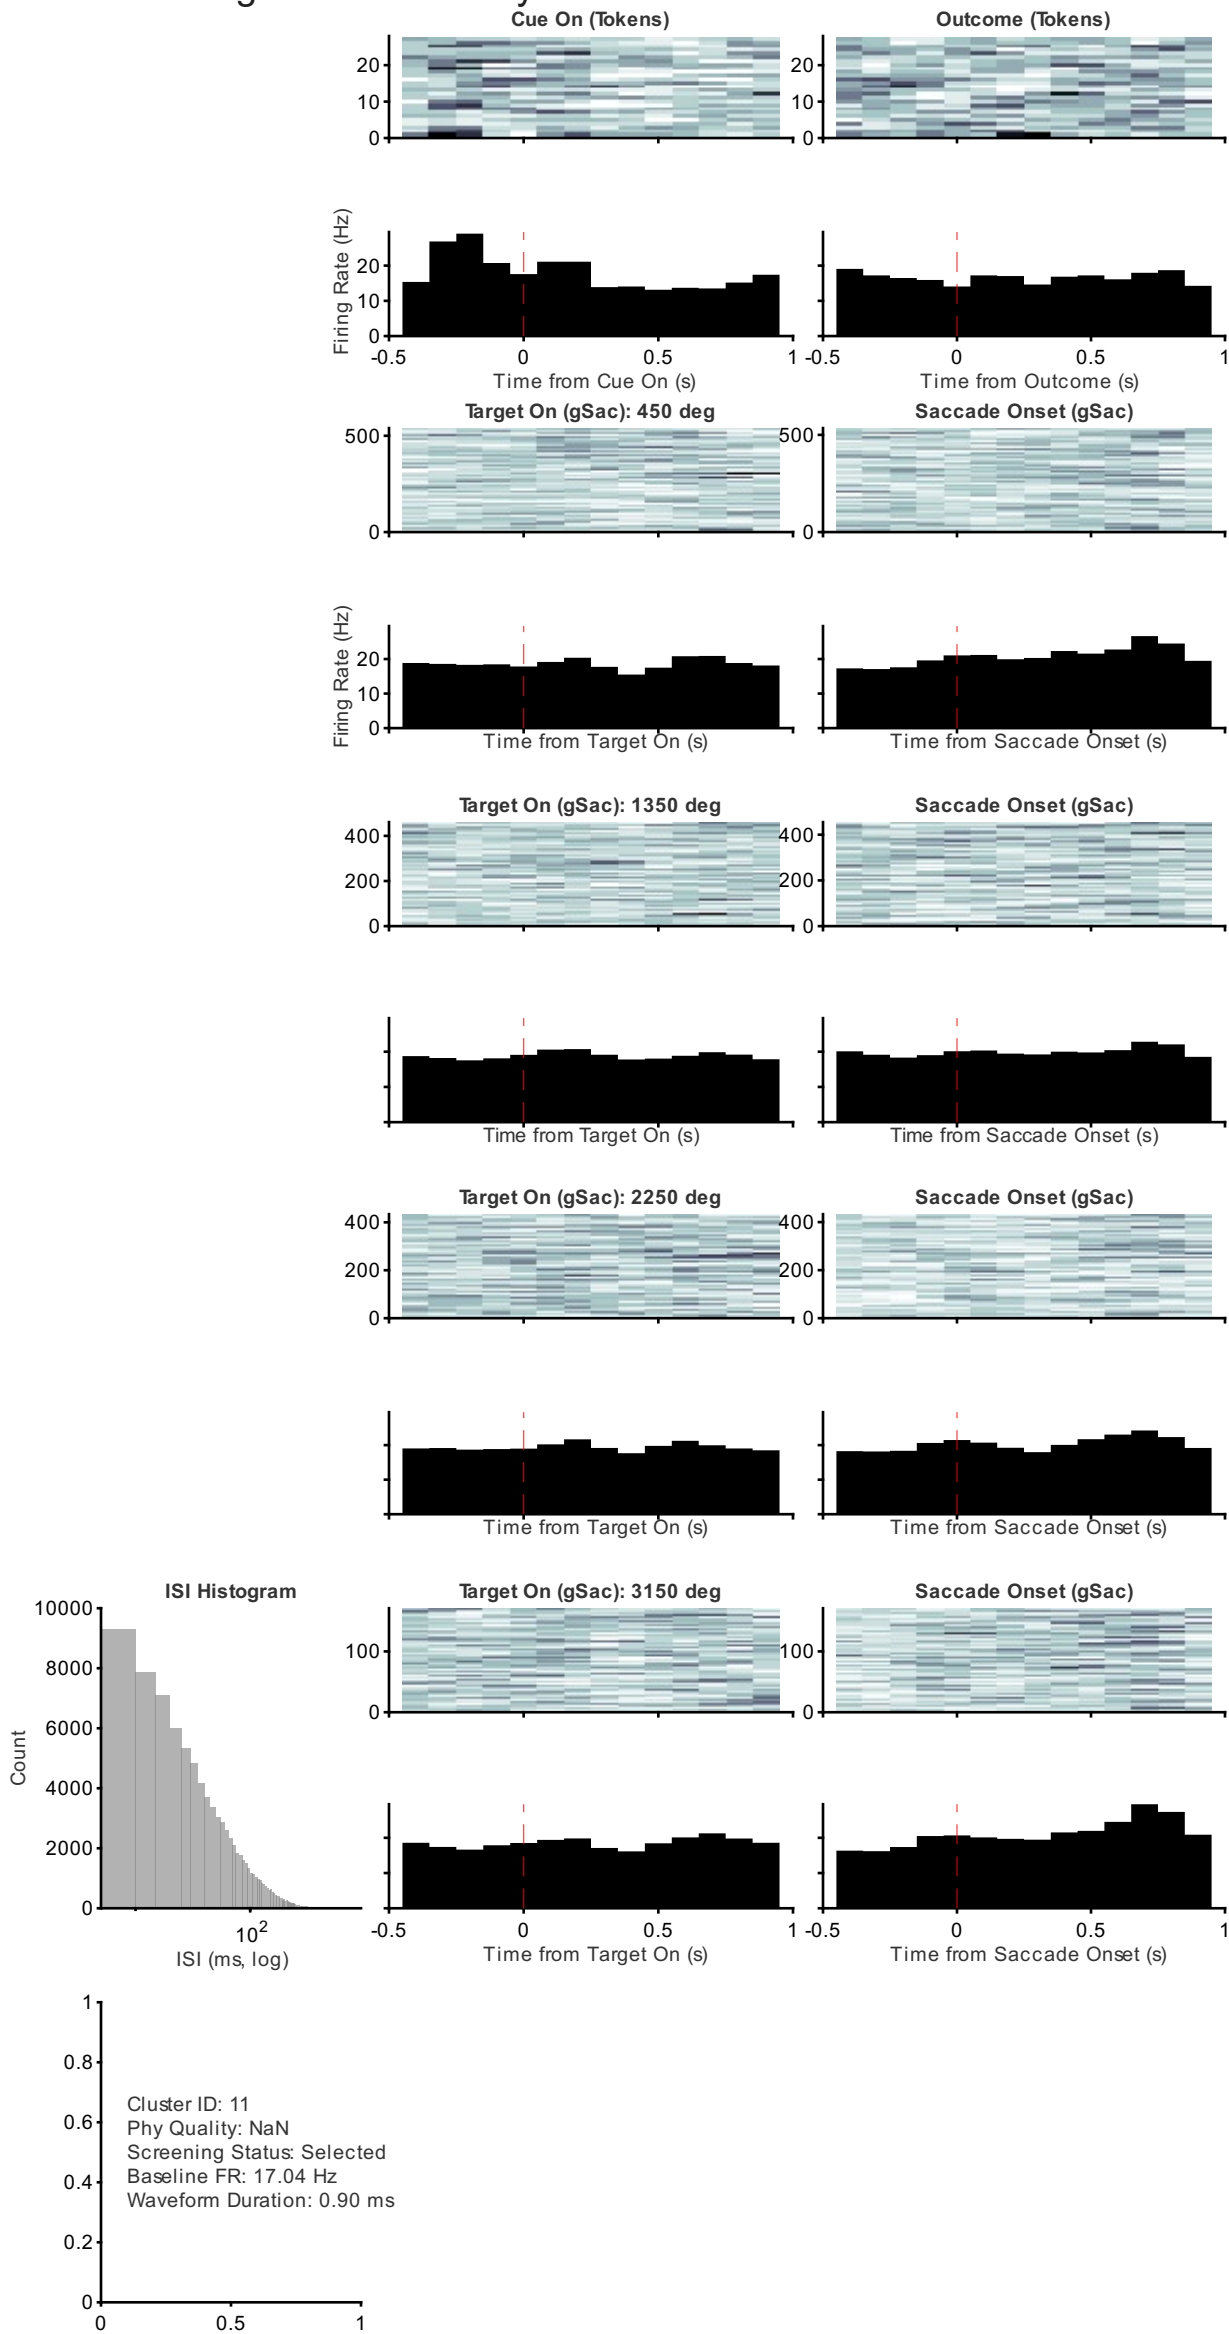 Cue On (Tokens)
Outcome (Tokens)
20
10
0
20
10
0
Firing Rate (Hz)
20
10
0
-0.5
0
0.5
1
-0.5
0
0.5
1
Time from Cue On (s)
Time from Outcome (s)
Target On (gSac): 450 deg
Saccade Onset (gSac)
500
0
500
0
Firing Rate (Hz)
20
10
0
Time from Target On (s)
Time from Saccade Onset (s)
Target On (gSac): 1350 deg
Saccade Onset (gSac)
400
200
0
400
200
0
Time from Target On (s)
Time from Saccade Onset (s)
Target On (gSac): 2250 deg
Saccade Onset (gSac)
400
200
0
400
200
0
Time from Target On (s)
Time from Saccade Onset (s)
ISI Histogram
Target On (gSac): 3150 deg
Saccade Onset (gSac)
10000
8000
6000
4000
2000
0
Count
10²
ISI (ms, log)
100
0
100
0
-0.5
0
0.5
1
-0.5
0
0.5
1
Time from Target On (s)
Time from Saccade Onset (s)
1
0.8
0.6
0.4
0.2
0
Cluster ID: 11
Phy Quality: NaN
Screening Status: Selected
Baseline FR: 17.04 Hz
Waveform Duration: 0.90 ms
0
0.5
1